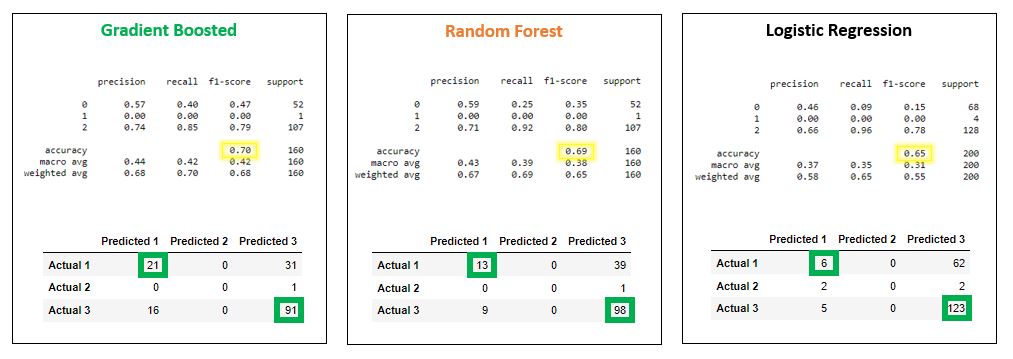 Gradient Boosted
precision recall f1-score support
0 0.57 0.40 0.47 52
1 0.00 0.00 0.00 1
2 0.74 0.85 0.79 107
accuracy 0.70 160
macro avg 0.44 0.42 0.42 160
weighted avg 0.68 0.70 0.68 160
Predicted 1 Predicted 2 Predicted 3
Actual 1 21 0 31
Actual 2 0 0 1
Actual 3 16 0 91
Random Forest
precision recall f1-score support
0 0.59 0.25 0.35 52
1 0.00 0.00 0.00 1
2 0.71 0.92 0.80 107
accuracy 0.69 160
macro avg 0.43 0.39 0.38 160
weighted avg 0.67 0.69 0.65 160
Predicted 1 Predicted 2 Predicted 3
Actual 1 13 0 39
Actual 2 0 0 1
Actual 3 9 0 98
Logistic Regression
precision recall f1-score support
0 0.46 0.09 0.15 68
1 0.00 0.00 0.00 4
2 0.66 0.96 0.78 128
accuracy 0.65 200
macro avg 0.37 0.35 0.31 200
weighted avg 0.58 0.65 0.55 200
Predicted 1 Predicted 2 Predicted 3
Actual 1 6 0 62
Actual 2 2 0 2
Actual 3 5 0 123